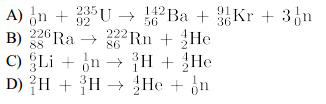 A) ¹₀n + ²³⁵₉₂U → ¹⁴²₅₆Ba + ⁹¹₃₆Kr + 3¹₀n
B) ²²⁶₈₈Ra → ²²²₈₆Rn + ⁴₂He
C) ⁶₃Li + ¹₀n → ³₁H + ⁴₂He
D) ²₁H + ³₁H → ⁴₂He + ¹₀n